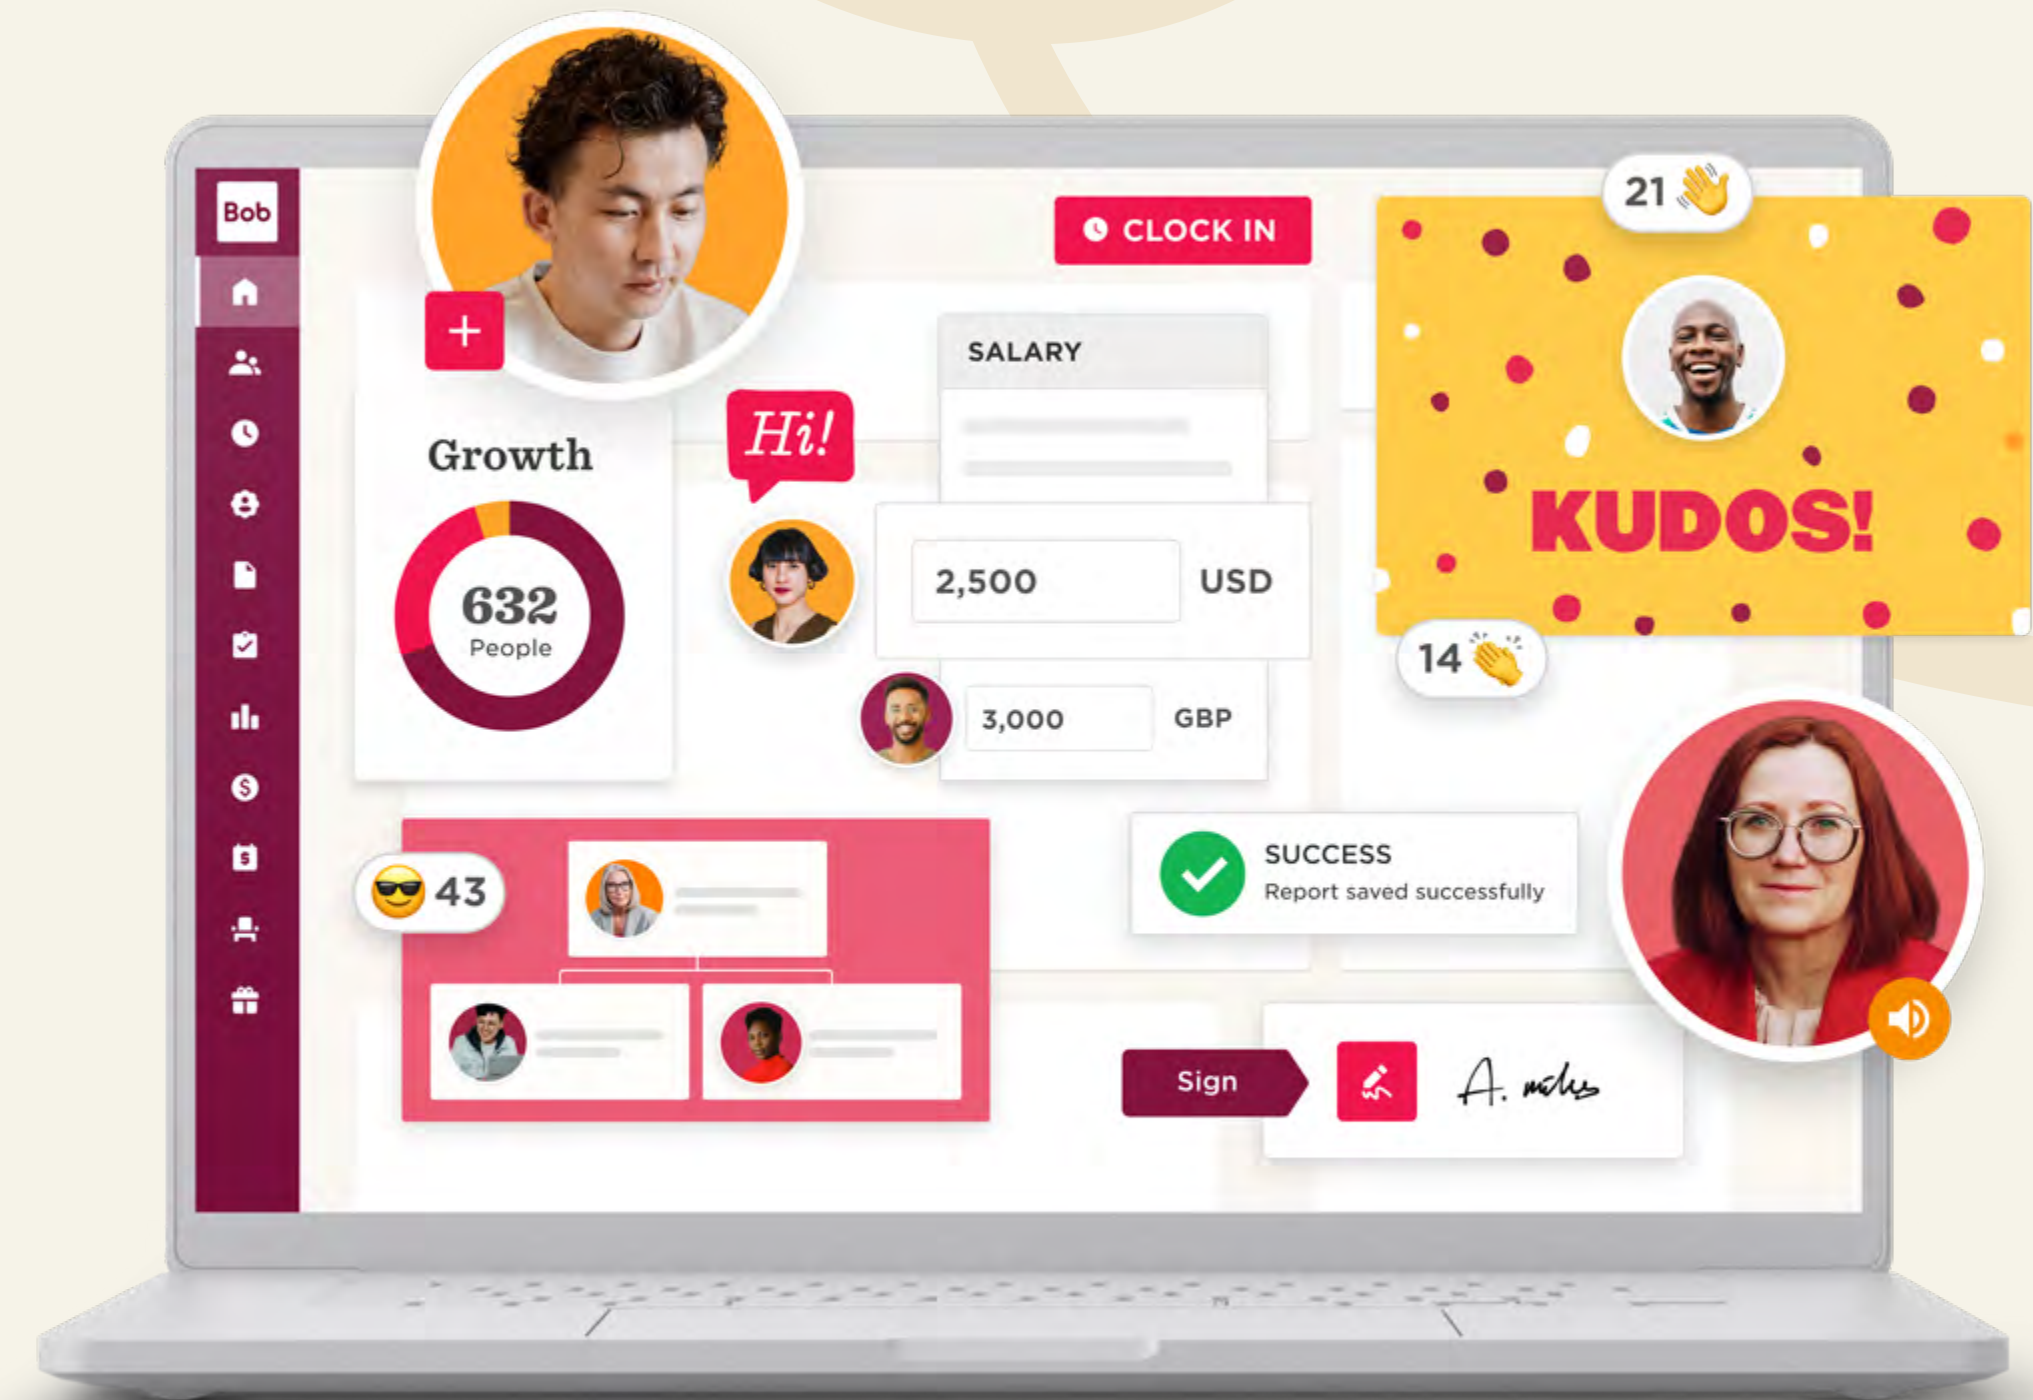 Bob
21
CLOCK IN
SALARY
Hi!
Growth
632
People
2,500 USD
3,000 GBP
KUDOS!
14
43
SUCCESS
Report saved successfully
Sign